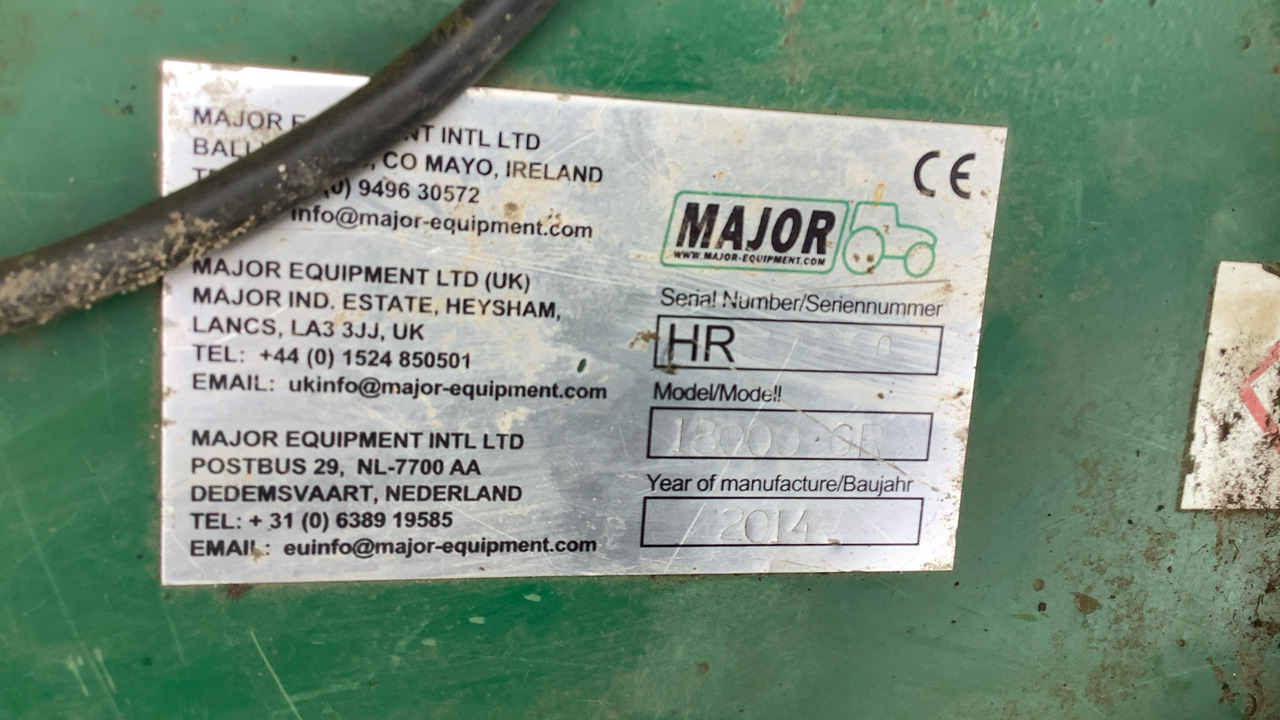 MAJOR E NT INTL LTD
CO MAYO, IRELAND
(0) 9496 30572
info@major-equipment.com
MAJOR EQUIPMENT LTD (UK)
MAJOR IND. ESTATE, HEYSHAM,
LANCS, LA3 3JJ, UK
TEL: +44 (0) 1524 850501
EMAIL: ukinfo@major-equipment.com
MAJOR EQUIPMENT INTL LTD
POSTBUS 29, NL-7700 AA
DEDEMSVAART, NEDERLAND
TEL: + 31 (0) 6389 19585
EMAIL: euinfo@major-equipment.com
CE
MAJOR
WWW.MAJOR-EQUIPMENT.COM
Serial Number/Seriennummer
HR
Model/Modell
Year of manufacture/Baujahr
2014